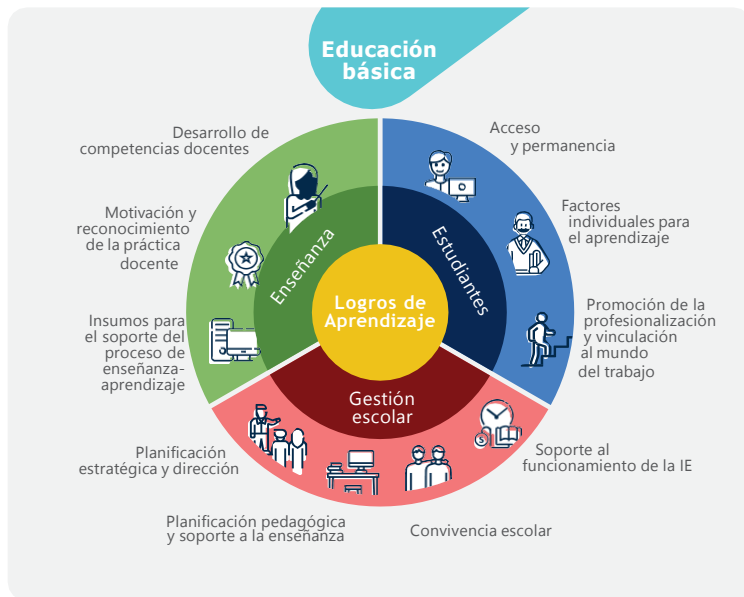 Educación
básica
Desarrollo de
competencias docentes
Motivación y
reconocimiento
de la práctica
docente
Insumos para
el soporte del
proceso de
enseñanza-
aprendizaje
Acceso
y permanencia
Factores
individuales para
el aprendizaje
Promoción de la
profesionalización
y vinculación
al mundo
del trabajo
Enseñanza
Estudiantes
Logros de
Aprendizaje
Gestión
escolar
Planificación
estratégica y dirección
Planificación pedagógica
y soporte a la enseñanza
Convivencia escolar
Soporte al
funcionamiento de la IE
$